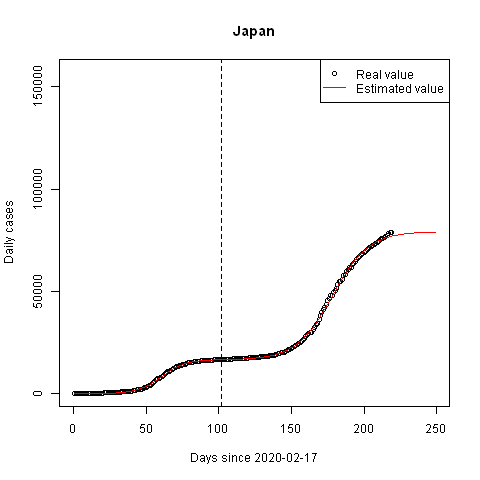 Japan
Real value
Estimated value
Daily cases
150000
100000
50000
0
0 50 100 150 200 250
Days since 2020-02-17